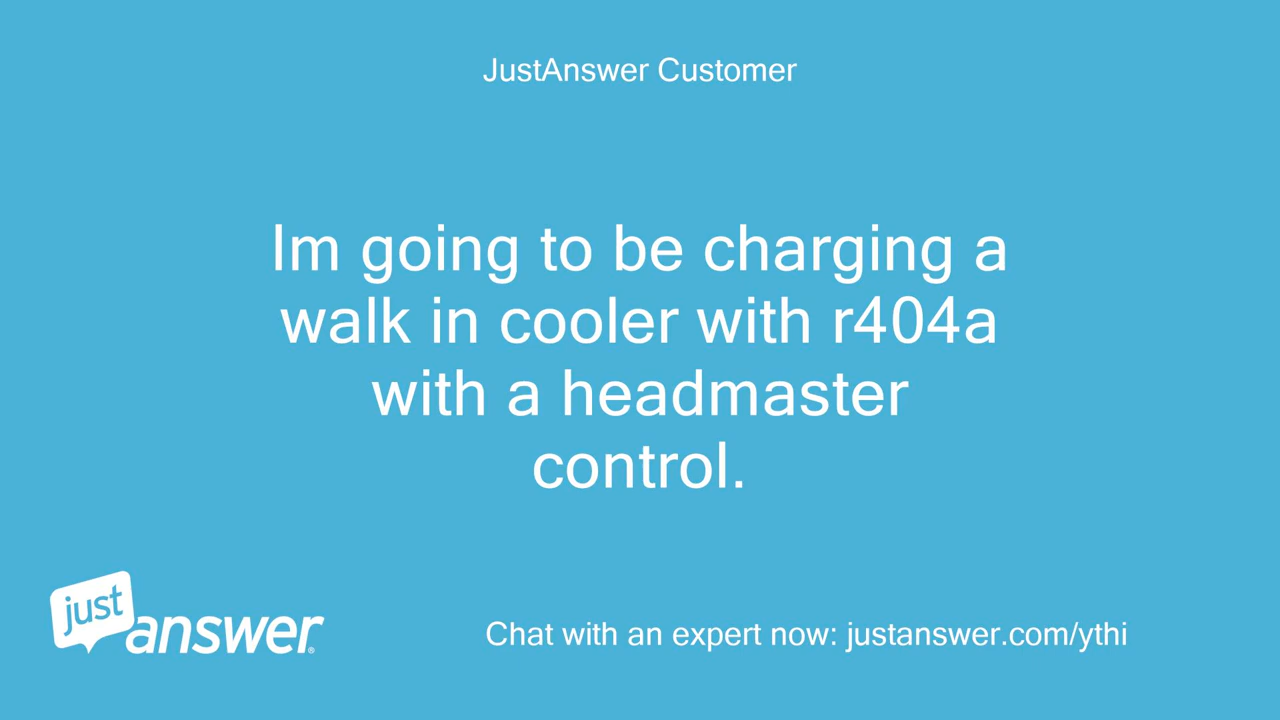 JustAnswer Customer
Im going to be charging a
walk in cooler with r404a
with a headmaster
control.
just
answer®
Chat with an expert now: justanswer.com/ythi